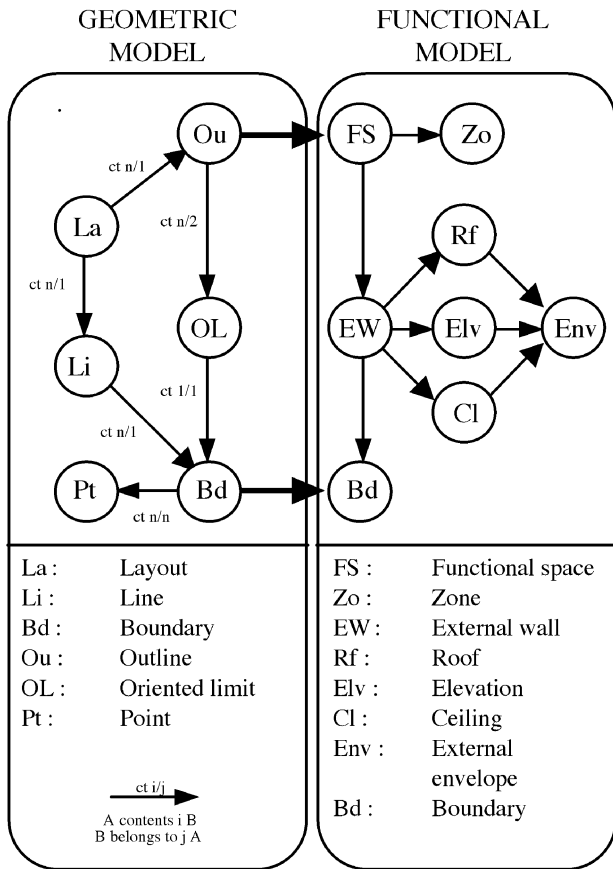 GEOMETRIC
MODEL
FUNCTIONAL
MODEL
Ou
FS
Zo
ct n/1
La
ct n/2
Rf
ct n/1
OL
EW
Elv
Env
Li
ct 1/1
Cl
ct n/1
Pt
Bd
Bd
ct n/n
La : Layout
Li : Line
Bd : Boundary
Ou : Outline
OL : Oriented limit
Pt : Point
ct i/j
A contents i B
B belongs to j A
FS : Functional space
Zo : Zone
EW : External wall
Rf : Roof
Elv : Elevation
Cl : Ceiling
Env : External
envelope
Bd : Boundary